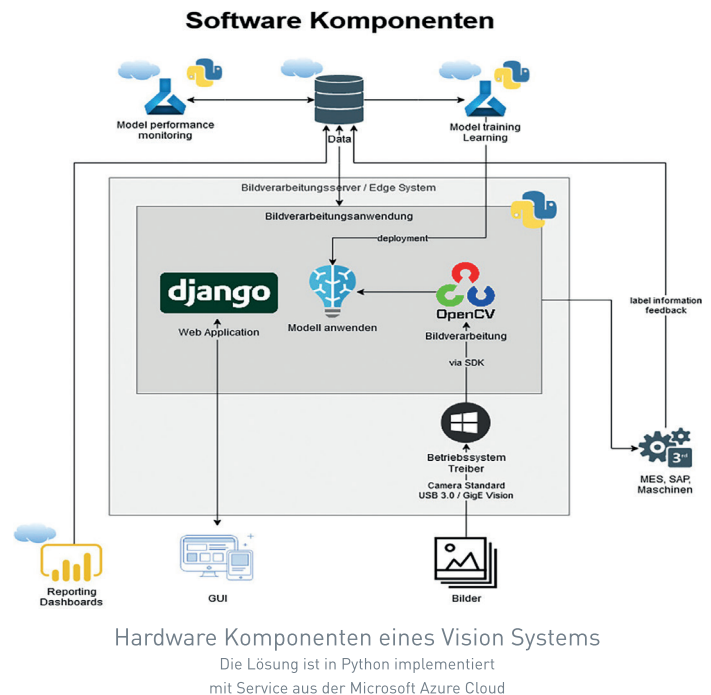 Software Komponenten
Model performance
monitoring
Data
Model training
Learning
Bildverarbeitungsserver / Edge System
Bildverarbeitungsanwendung
deployment
django
Web Application
Modell anwenden
OpenCV
Bildverarbeitung
via SDK
label information
feedback
Betriebssystem
Treiber
Camera Standard
USB 3.0 / GigE Vision
3rd
MES, SAP,
Maschinen
Reporting
Dashboards
GUI
Bilder
Hardware Komponenten eines Vision Systems
Die Lösung ist in Python implementiert
mit Service aus der Microsoft Azure Cloud